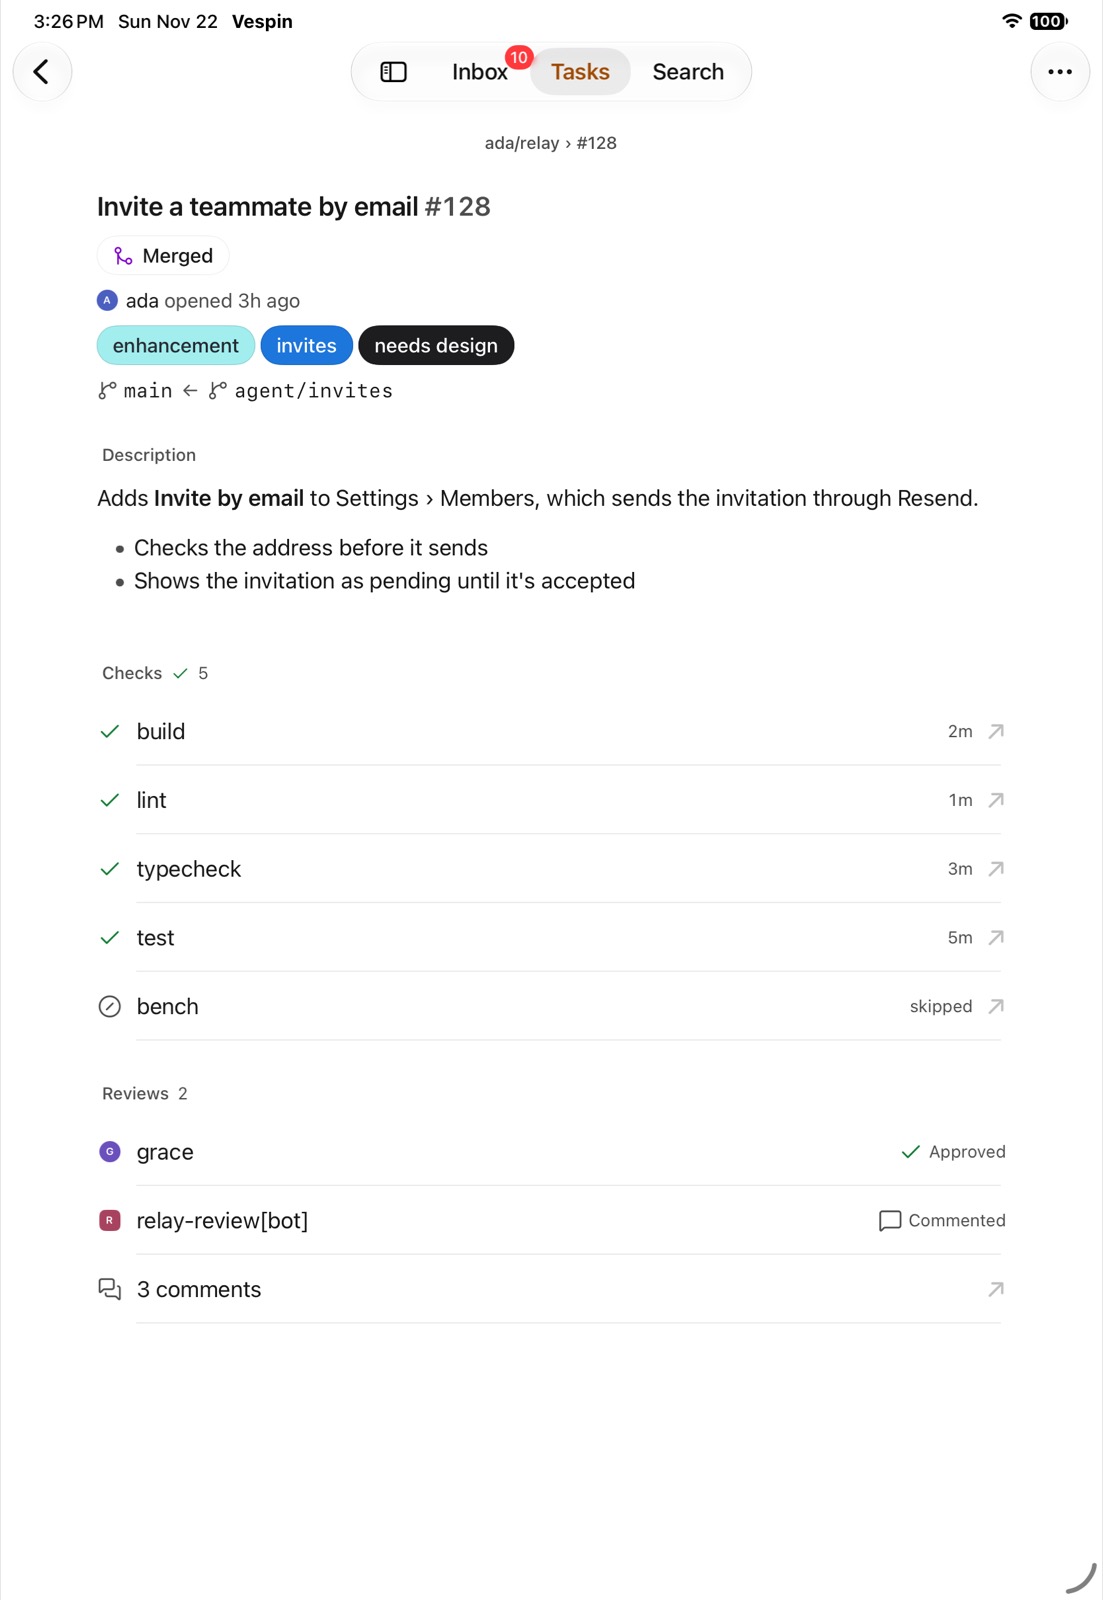 3:26 PM Sun Nov 22 Vespin
100
Inbox 10 Tasks Search
ada/relay › #128
Invite a teammate by email #128
Merged
A ada opened 3h ago
enhancement invites needs design
main ← agent/invites
Description
Adds Invite by email to Settings › Members, which sends the invitation through Resend.
• Checks the address before it sends
• Shows the invitation as pending until it's accepted
Checks ✓ 5
build 2m
lint 1m
typecheck 3m
test 5m
bench skipped
Reviews 2
G grace Approved
R relay-review[bot] Commented
3 comments